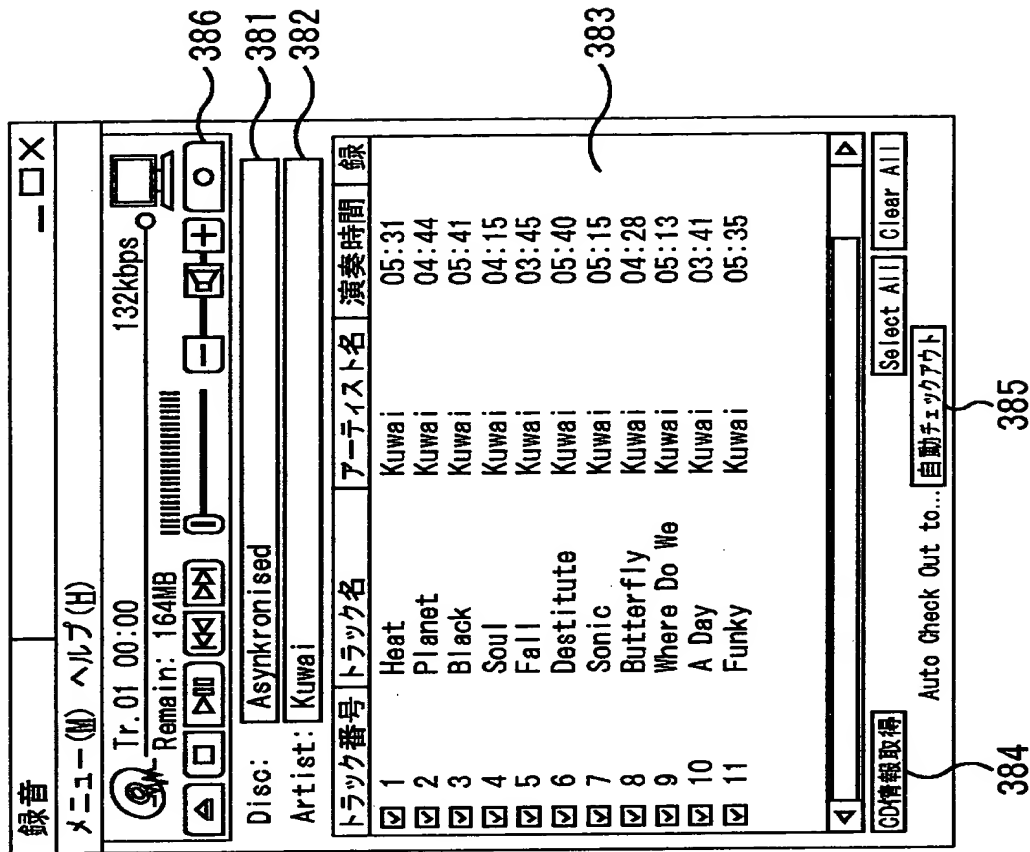 録音
メニュー(M) ヘルプ(H)
Tr.01 00:00
132kbps
Remain: 164MB
386
Disc: Asynkronised
381
Artist: Kuwai
382
トラック番号 トラック名 アーティスト名 演奏時間 録
1 Heat Kuwai 05:31
2 Planet Kuwai 04:44
3 Black Kuwai 05:41
4 Soul Kuwai 04:15
5 Fall Kuwai 03:45
6 Destitute Kuwai 05:40
7 Sonic Kuwai 05:15
8 Butterfly Kuwai 04:28
9 Where Do We Kuwai 05:13
10 A Day Kuwai 03:41
11 Funky Kuwai 05:35
383
CD情報取得 Select All Clear All
Auto Check Out to... 自動チェックアウト
384
385